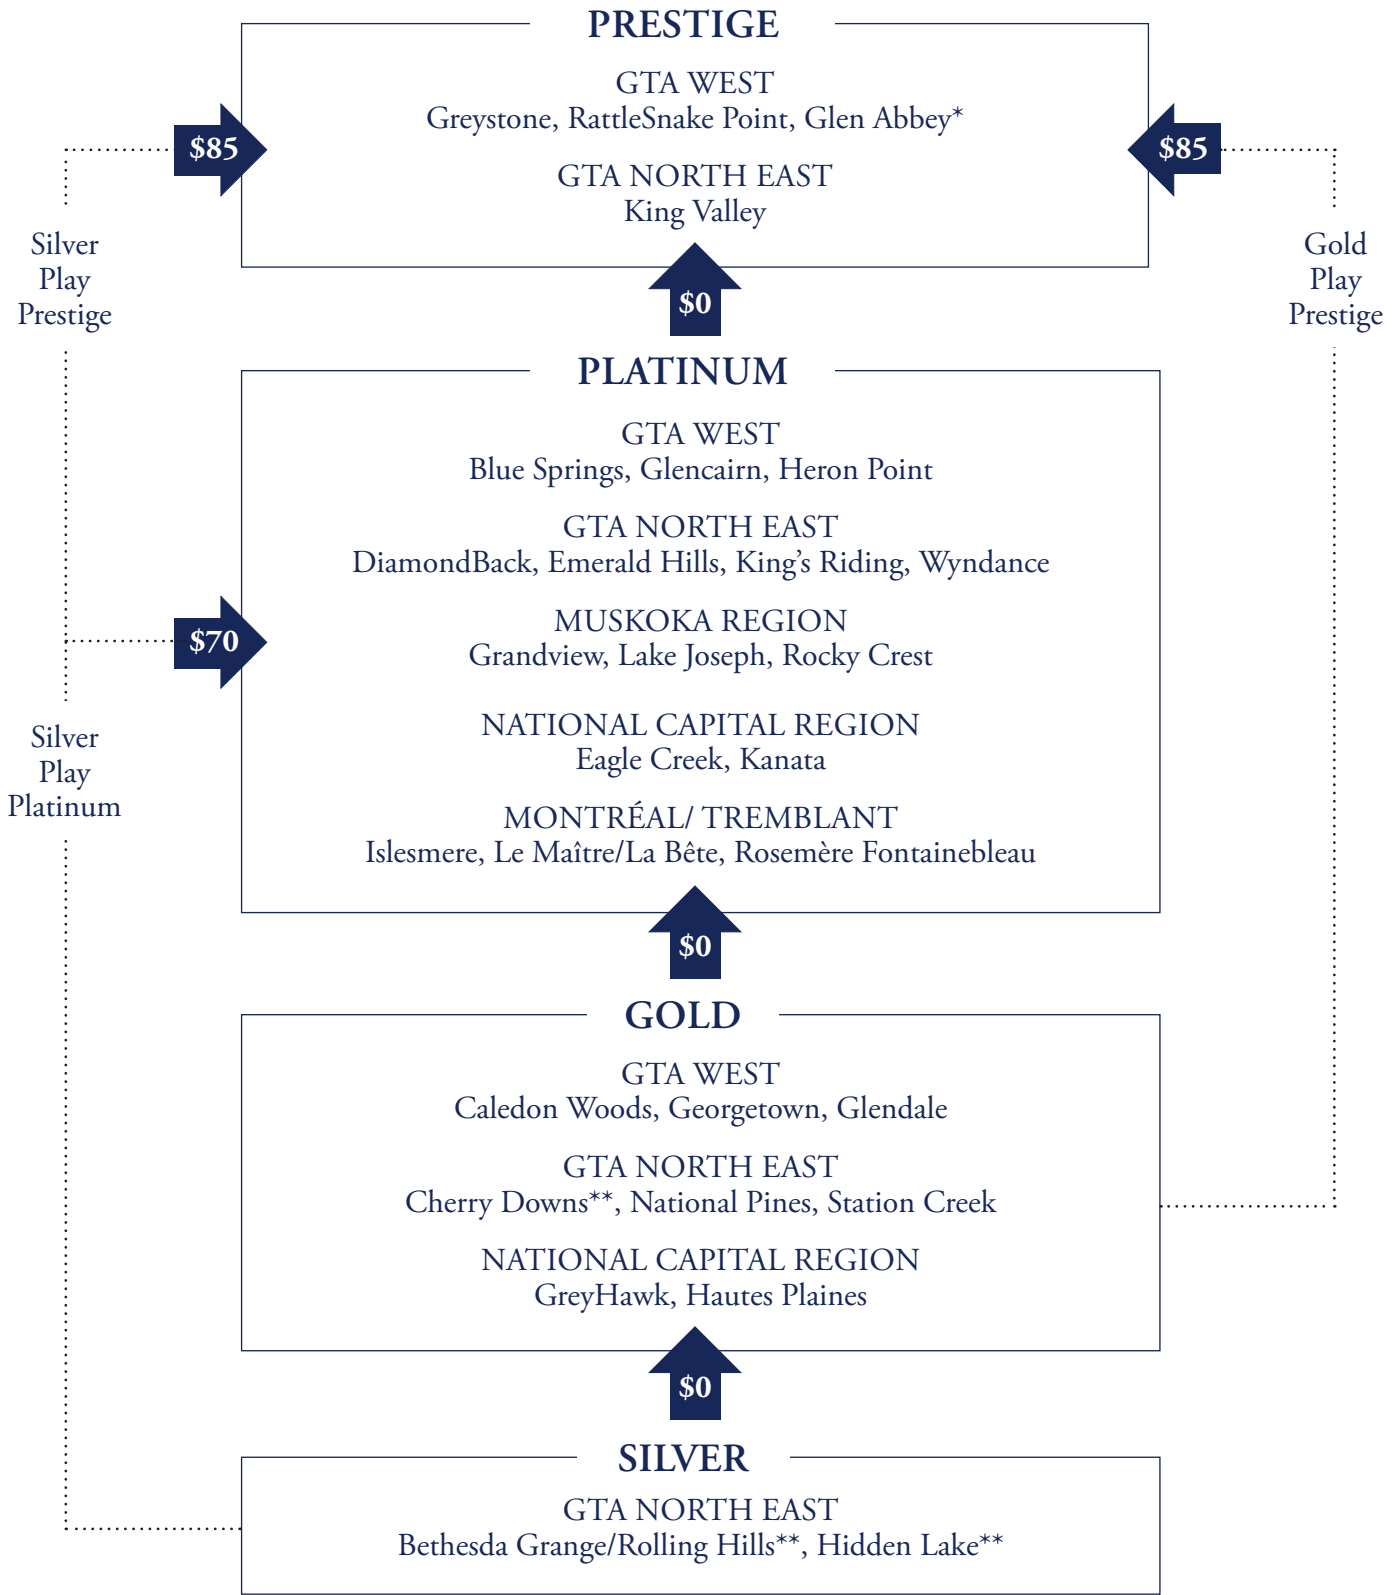 PRESTIGE
GTA WEST
Greystone, RattleSnake Point, Glen Abbey*
GTA NORTH EAST
King Valley
$85
$85
Silver
Play
Prestige
Gold
Play
Prestige
$0
PLATINUM
GTA WEST
Blue Springs, Glencairn, Heron Point
GTA NORTH EAST
DiamondBack, Emerald Hills, King’s Riding, Wyndance
MUSKOKA REGION
Grandview, Lake Joseph, Rocky Crest
$70
NATIONAL CAPITAL REGION
Eagle Creek, Kanata
Silver
Play
Platinum
MONTRÉAL/ TREMBLANT
Islesmere, Le Maître/La Bête, Rosemère Fontainebleau
$0
GOLD
GTA WEST
Caledon Woods, Georgetown, Glendale
GTA NORTH EAST
Cherry Downs**, National Pines, Station Creek
NATIONAL CAPITAL REGION
GreyHawk, Hautes Plaines
$0
SILVER
GTA NORTH EAST
Bethesda Grange/Rolling Hills**, Hidden Lake**